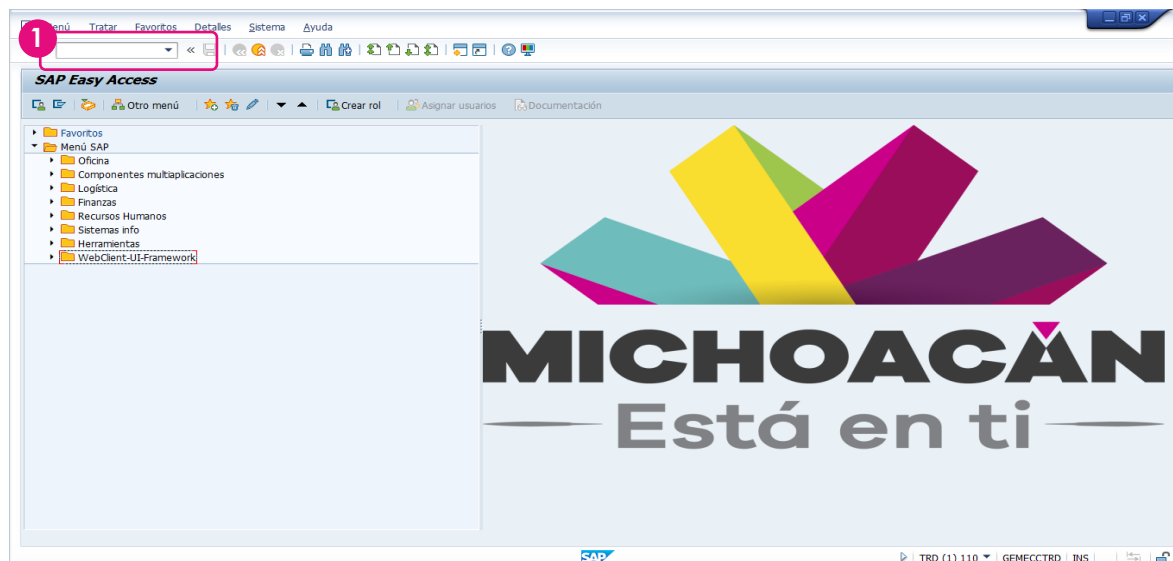 Menú Tratar Favoritos Detalles Sistema Ayuda
1
SAP Easy Access
Otro menú Crear rol Asignar usuarios Documentación
Favoritos
Menú SAP
Oficina
Componentes multiaplicaciones
Logística
Finanzas
Recursos Humanos
Sistemas info
Herramientas
WebClient-UI-Framework
MICHOACÁN
Está en ti
SAP
TRD (1) 110 GEMECCTRD INS